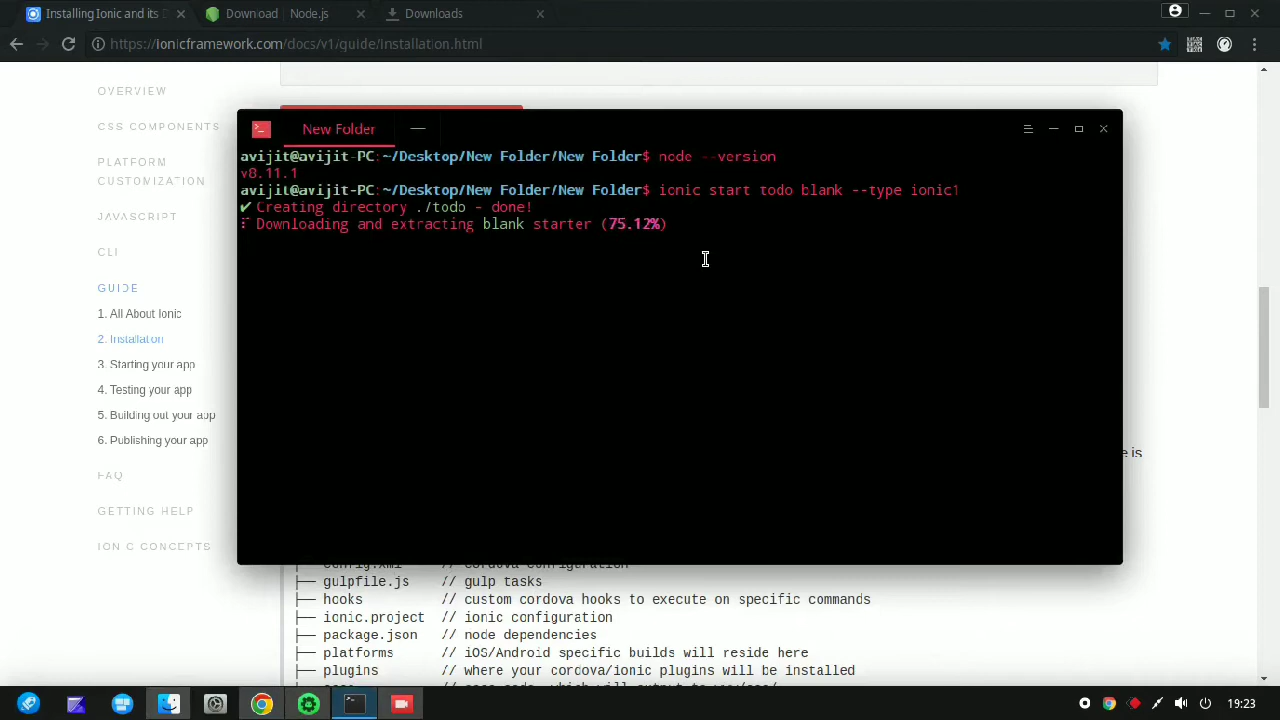 Installing Ionic and its D
Download | Node.js
Downloads
https://ionicframework.com/docs/v1/guide/installation.html
OVERVIEW
CSS COMPONENTS
PLATFORM
CUSTOMIZATION
JAVASCRIPT
CLI
GUIDE
1. All About Ionic
2. Installation
3. Starting your app
4. Testing your app
5. Building out your app
6. Publishing your app
FAQ
GETTING HELP
IONIC CONCEPTS
New Folder
avijit@avijit-PC:~/Desktop/New Folder/New Folder$ node --version
v8.11.1
avijit@avijit-PC:~/Desktop/New Folder/New Folder$ ionic start todo blank --type ionic1
✔ Creating directory ./todo - done!
Downloading and extracting blank starter (75.12%)
e is
├── config.xml // cordova configuration
├── gulpfile.js // gulp tasks
├── hooks // custom cordova hooks to execute on specific commands
├── ionic.project // ionic configuration
├── package.json // node dependencies
├── platforms // iOS/Android specific builds will reside here
├── plugins // where your cordova/ionic plugins will be installed
19:23